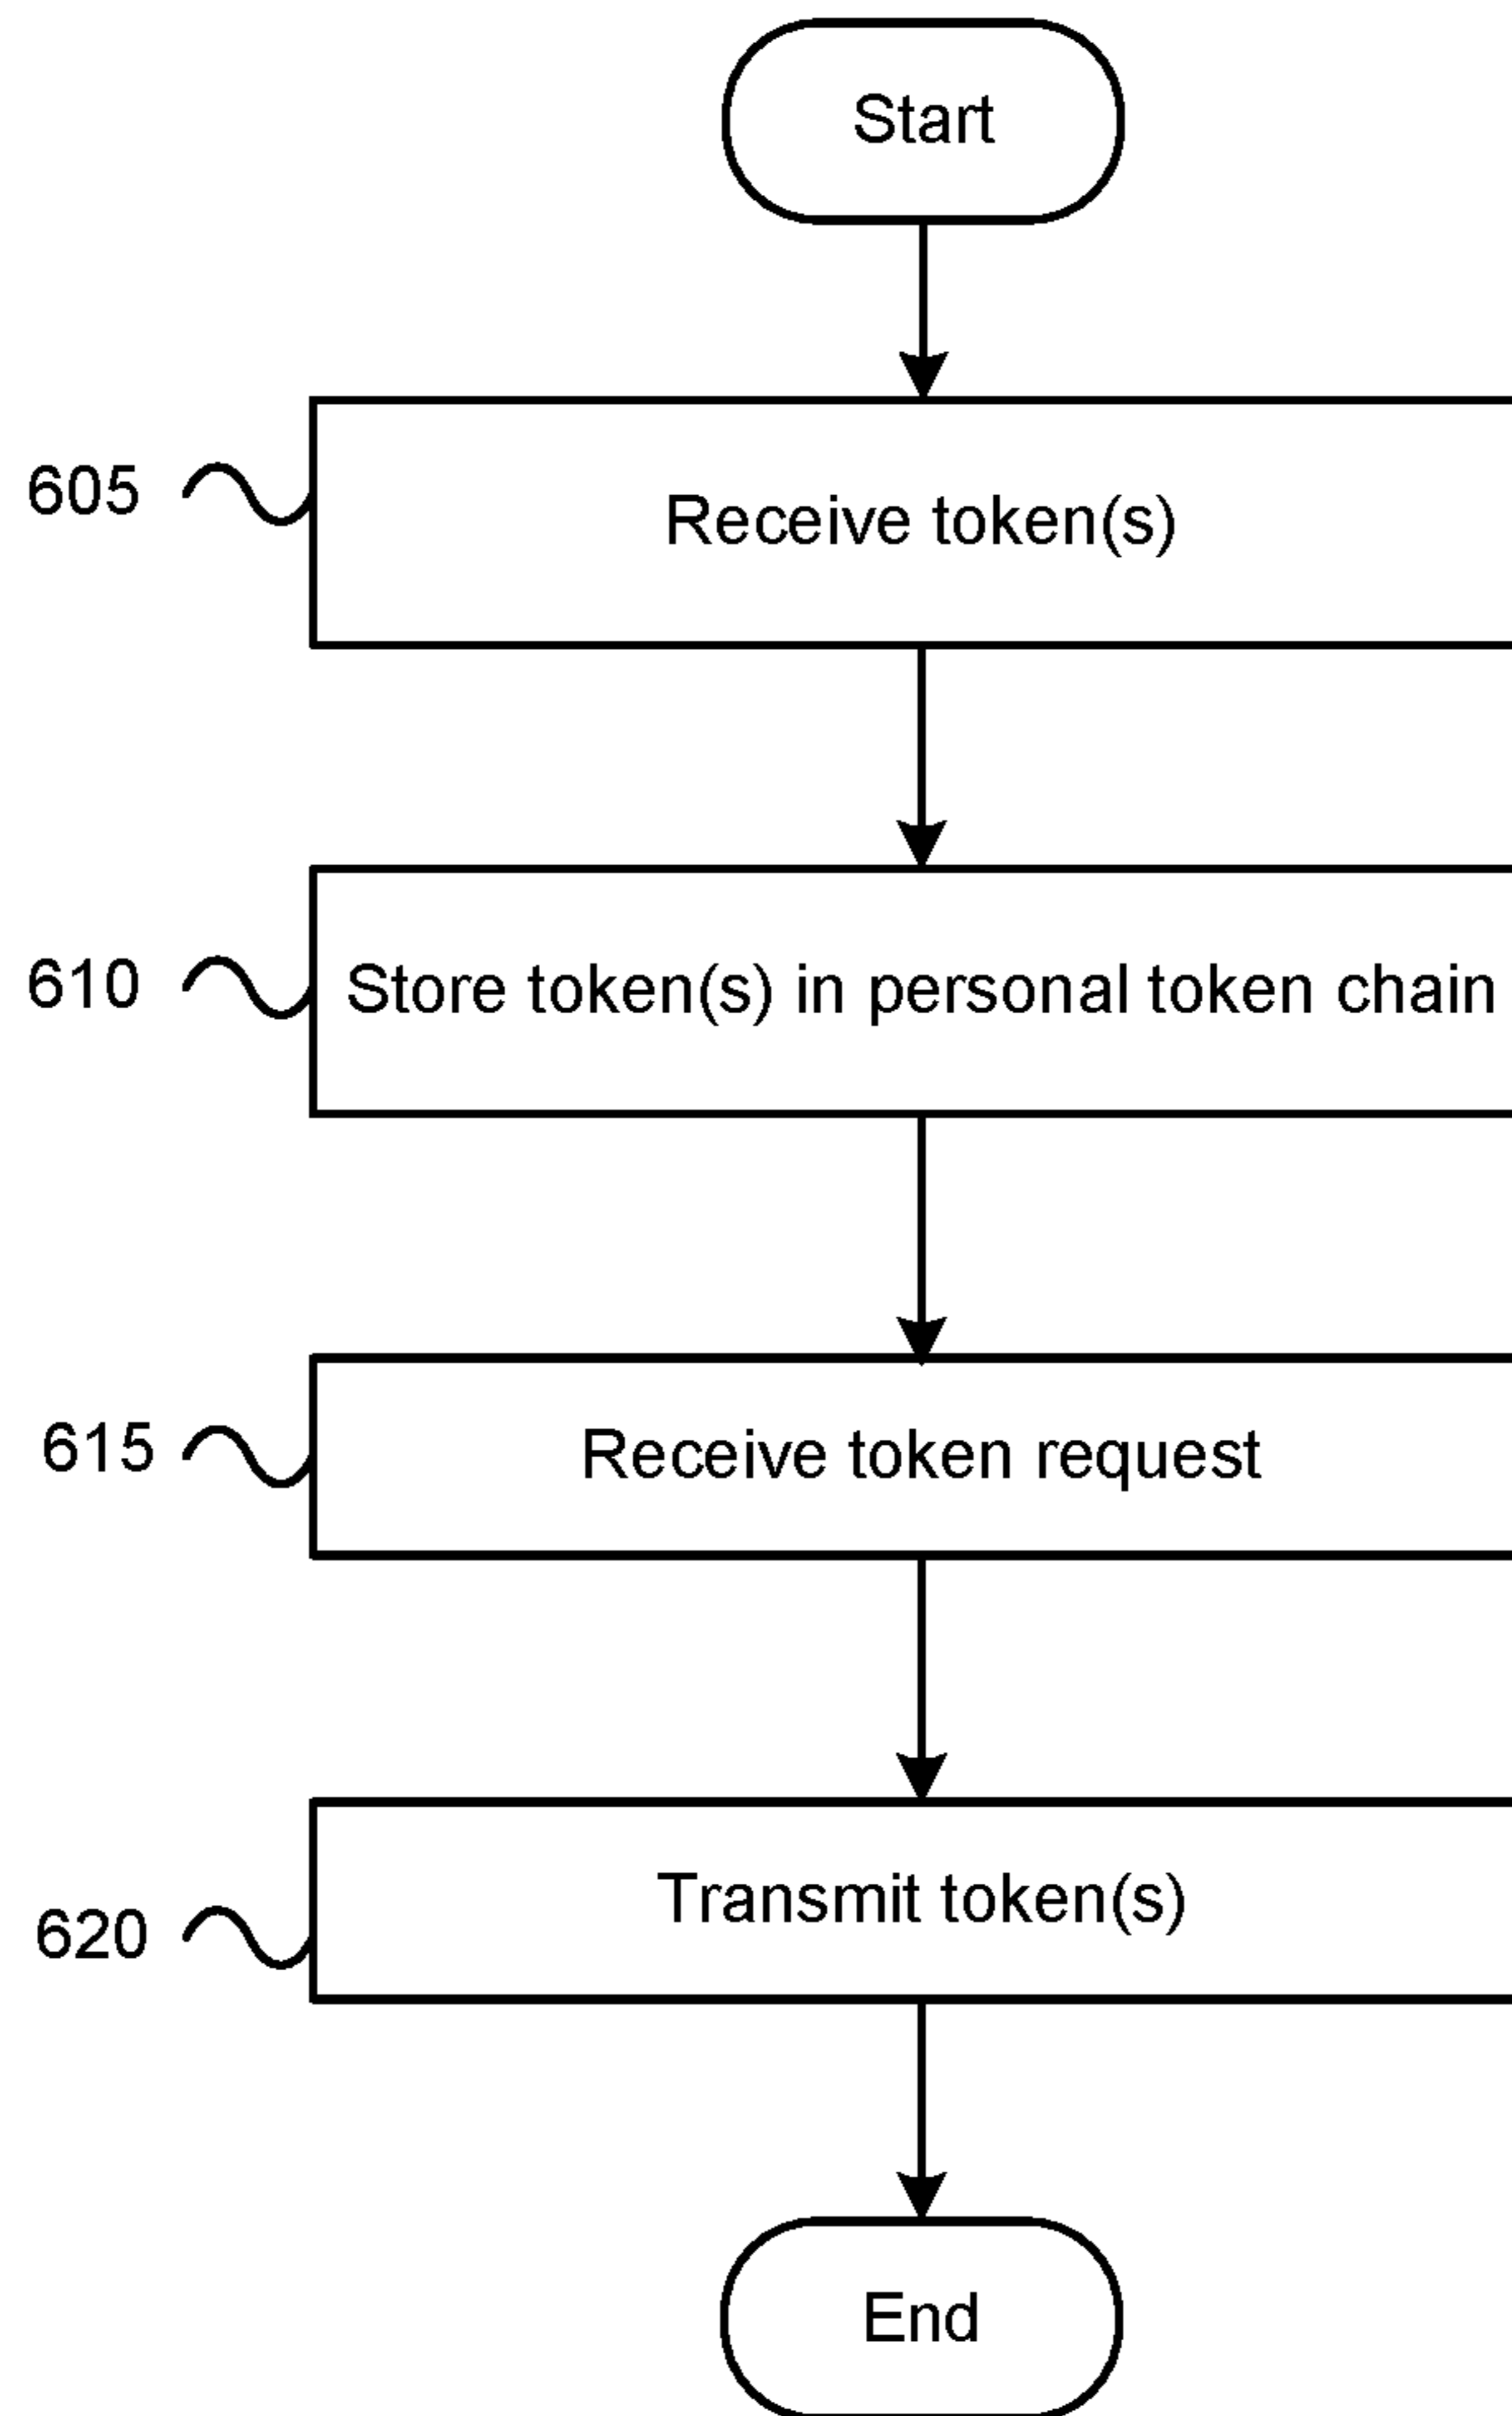 Start
605
Receive token(s)
610
Store token(s) in personal token chain
615
Receive token request
620
Transmit token(s)
End